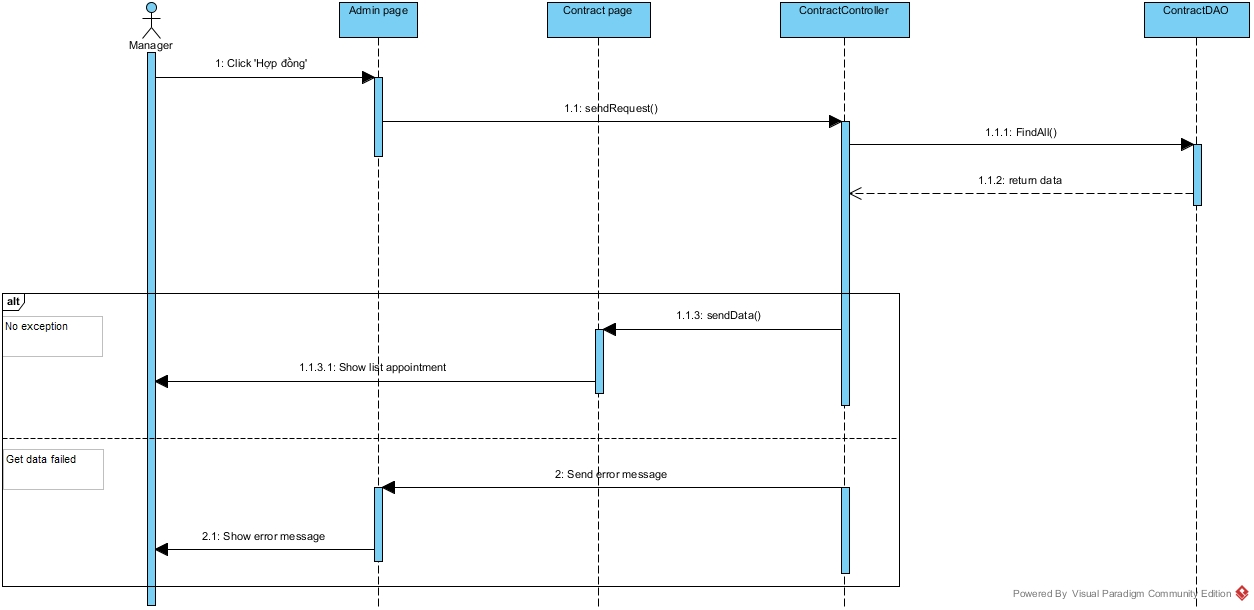 Admin page
Contract page
ContractController
ContractDAO
Manager
1: Click 'Hợp đồng'
1.1: sendRequest()
1.1.1: FindAll()
1.1.2: return data
alt
No exception
1.1.3: sendData()
1.1.3.1: Show list appointment
Get data failed
2: Send error message
2.1: Show error message
Powered By Visual Paradigm Community Edition